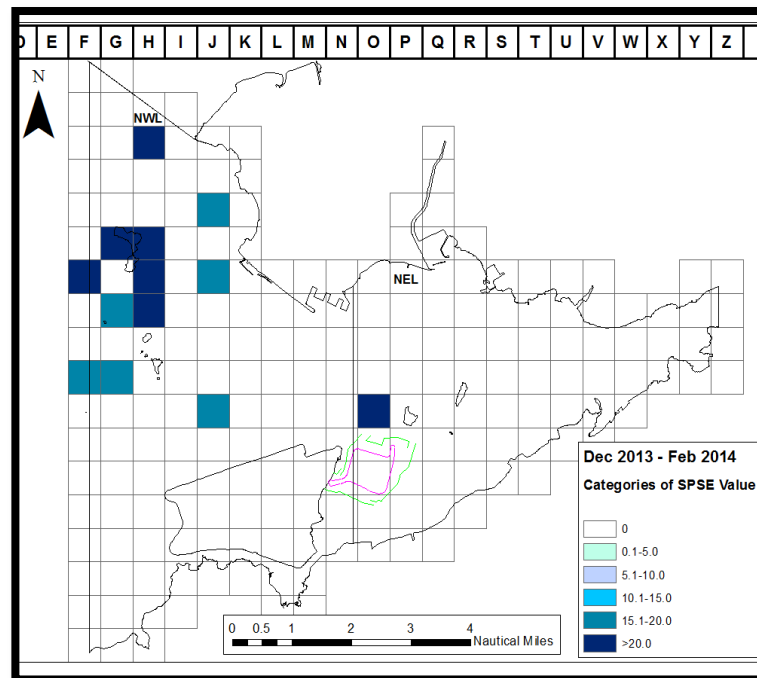 D E F G H I J K L M N O P Q R S T U V W X Y Z
N
NWL
NEL
Dec 2013 - Feb 2014
Categories of SPSE Value
0
0.1-5.0
5.1-10.0
10.1-15.0
15.1-20.0
>20.0
0 0.5 1 2 3 4
Nautical Miles